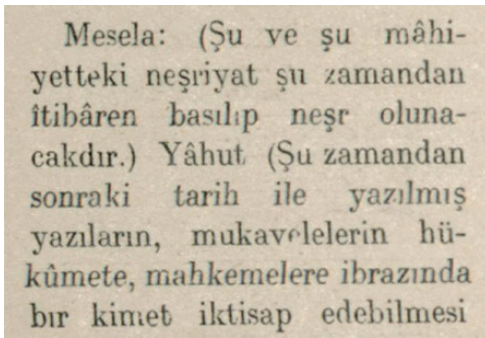 Mesela: (Şu ve şu mâhi-
yetteki neşriyat şu zamandan
îtibâren basılıp neşr oluna-
cakdır.) Yâhut (Şu zamandan
sonraki tarih ile yazılmış
yazıların, mukavelelerin hü-
kûmete, mahkemelere ibrazında
bır kimet iktisap edebilmesi